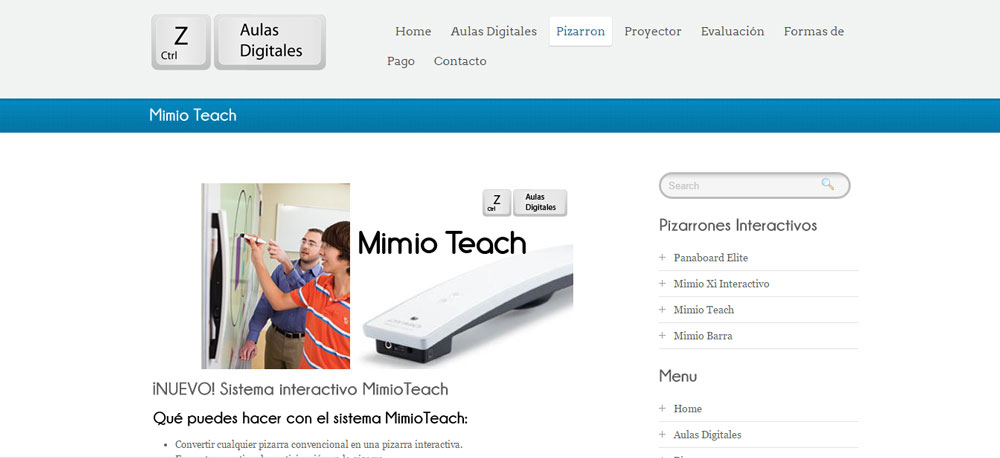 Z
Ctrl
Aulas
Digitales
Home Aulas Digitales Pizarron Proyector Evaluación Formas de
Pago Contacto
Mimio Teach
Z
Ctrl
Aulas
Digitales
Mimio Teach
¡NUEVO! Sistema interactivo MimioTeach
Qué puedes hacer con el sistema MimioTeach:
Convertir cualquier pizarra convencional en una pizarra interactiva.
Search
Pizarrones Interactivos
Panaboard Elite
Mimio Xi Interactivo
Mimio Teach
Mimio Barra
Menu
Home
Aulas Digitales